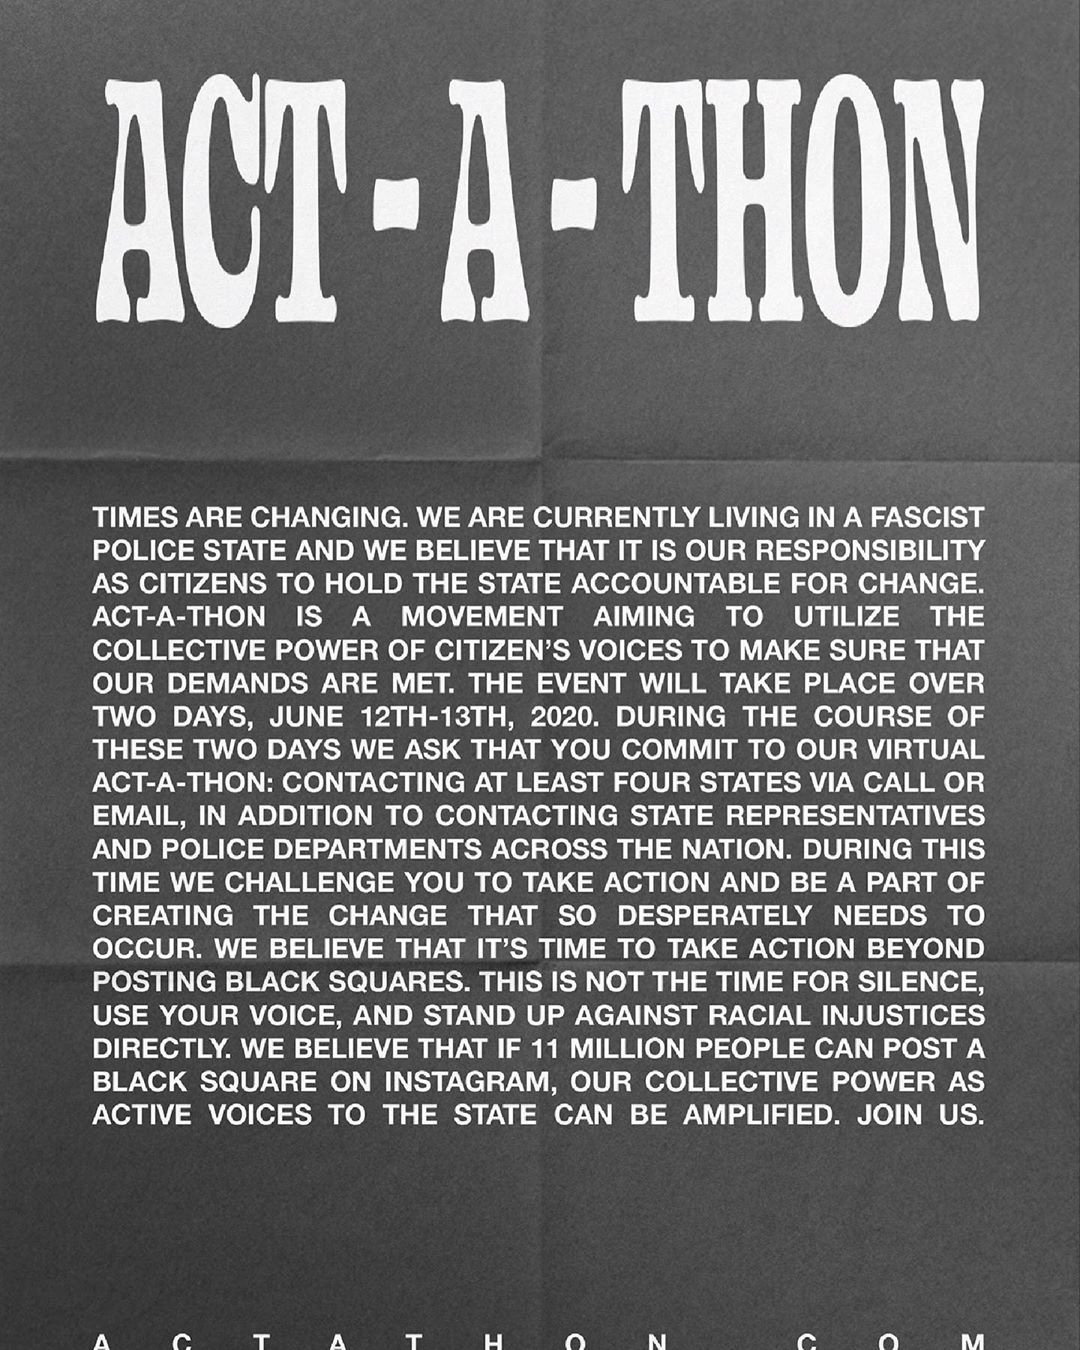 ACT-A-THON
TIMES ARE CHANGING. WE ARE CURRENTLY LIVING IN A FASCIST
POLICE STATE AND WE BELIEVE THAT IT IS OUR RESPONSIBILITY
AS CITIZENS TO HOLD THE STATE ACCOUNTABLE FOR CHANGE.
ACT-A-THON IS A MOVEMENT AIMING TO UTILIZE THE
COLLECTIVE POWER OF CITIZEN’S VOICES TO MAKE SURE THAT
OUR DEMANDS ARE MET. THE EVENT WILL TAKE PLACE OVER
TWO DAYS, JUNE 12TH-13TH, 2020. DURING THE COURSE OF
THESE TWO DAYS WE ASK THAT YOU COMMIT TO OUR VIRTUAL
ACT-A-THON: CONTACTING AT LEAST FOUR STATES VIA CALL OR
EMAIL, IN ADDITION TO CONTACTING STATE REPRESENTATIVES
AND POLICE DEPARTMENTS ACROSS THE NATION. DURING THIS
TIME WE CHALLENGE YOU TO TAKE ACTION AND BE A PART OF
CREATING THE CHANGE THAT SO DESPERATELY NEEDS TO
OCCUR. WE BELIEVE THAT IT’S TIME TO TAKE ACTION BEYOND
POSTING BLACK SQUARES. THIS IS NOT THE TIME FOR SILENCE,
USE YOUR VOICE, AND STAND UP AGAINST RACIAL INJUSTICES
DIRECTLY. WE BELIEVE THAT IF 11 MILLION PEOPLE CAN POST A
BLACK SQUARE ON INSTAGRAM, OUR COLLECTIVE POWER AS
ACTIVE VOICES TO THE STATE CAN BE AMPLIFIED. JOIN US.
A C T A T H O N  C O M